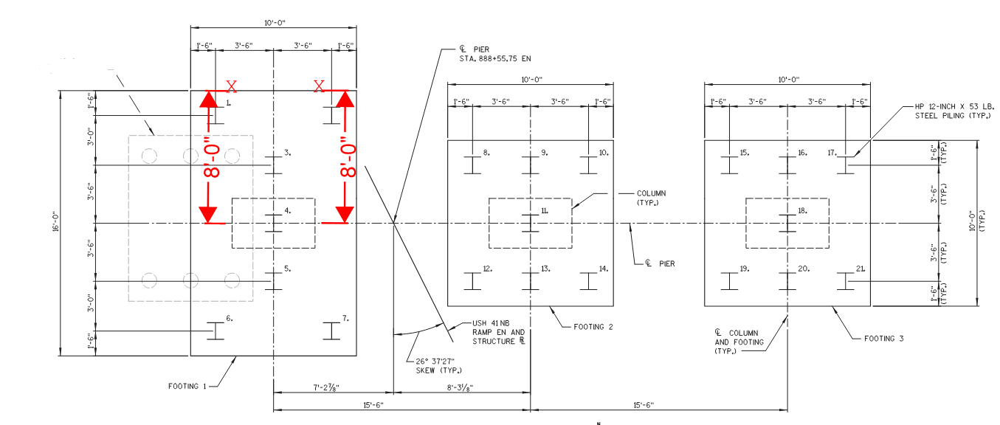 10'-0"
1'-6" 3'-6" 3'-6" 1'-6"
℄ PIER
STA. 888+55.75 EN
10'-0"
10'-0"
X X
1'-6" 3'-6" 3'-6" 1'-6"
1'-6" 3'-6" 3'-6" 1'-6"
HP 12-INCH X 53 LB.
STEEL PILING (TYP.)
1'-6"
3'-0"
3'-6"
3'-6"
3'-0"
1'-6"
16'-0"
8'-0"
8'-0"
1.
3.
4.
5.
6. 7.
8. 9. 10.
11.
12. 13. 14.
15. 16. 17.
18.
19. 20. 21.
COLUMN
(TYP.)
℄ PIER
1'-6"
(TYP.)
3'-6"
(TYP.)
3'-6"
(TYP.)
1'-6"
(TYP.)
10'-0"
(TYP.)
USH 41 NB
RAMP EN AND
STRUCTURE ℞
26° 37'27"
SKEW (TYP.)
FOOTING 1
FOOTING 2
℄ COLUMN
AND FOOTING
(TYP.)
FOOTING 3
7'-2⅞" 8'-3⅛"
15'-6" 15'-6"